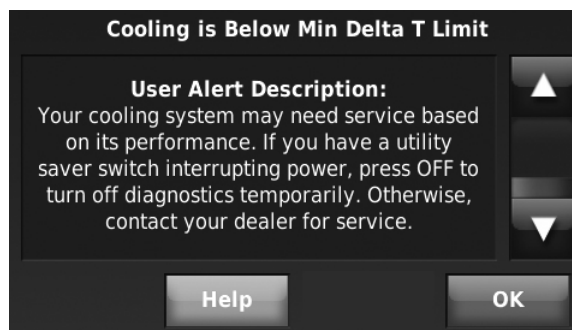 Cooling is Below Min Delta T Limit
User Alert Description:
Your cooling system may need service based
on its performance. If you have a utility
saver switch interrupting power, press OFF to
turn off diagnostics temporarily. Otherwise,
contact your dealer for service.
Help
OK